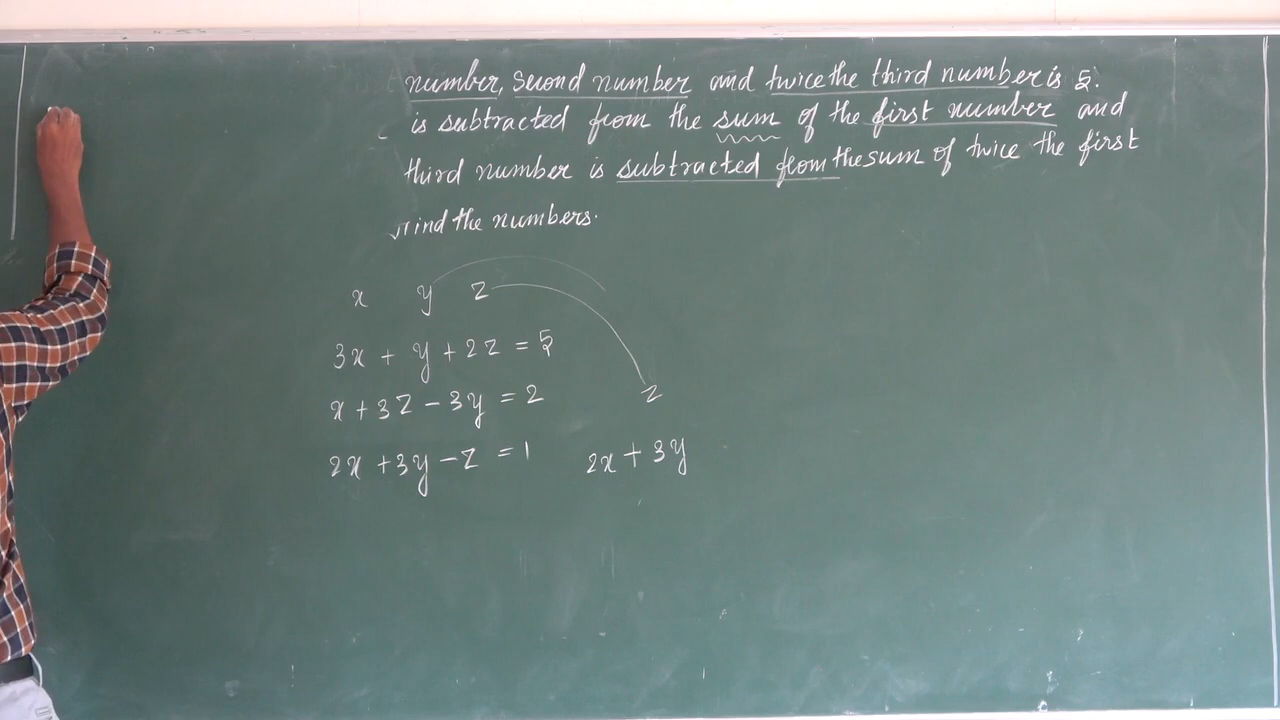 number, second number and twice the third number is 5.
is subtracted from the sum of the first number and
third number is subtracted from the sum of twice the first
Find the numbers.
x y z
3x + y + 2z = 5
x + 3z - 3y = 2 z
2x + 3y - z = 1 2x + 3y